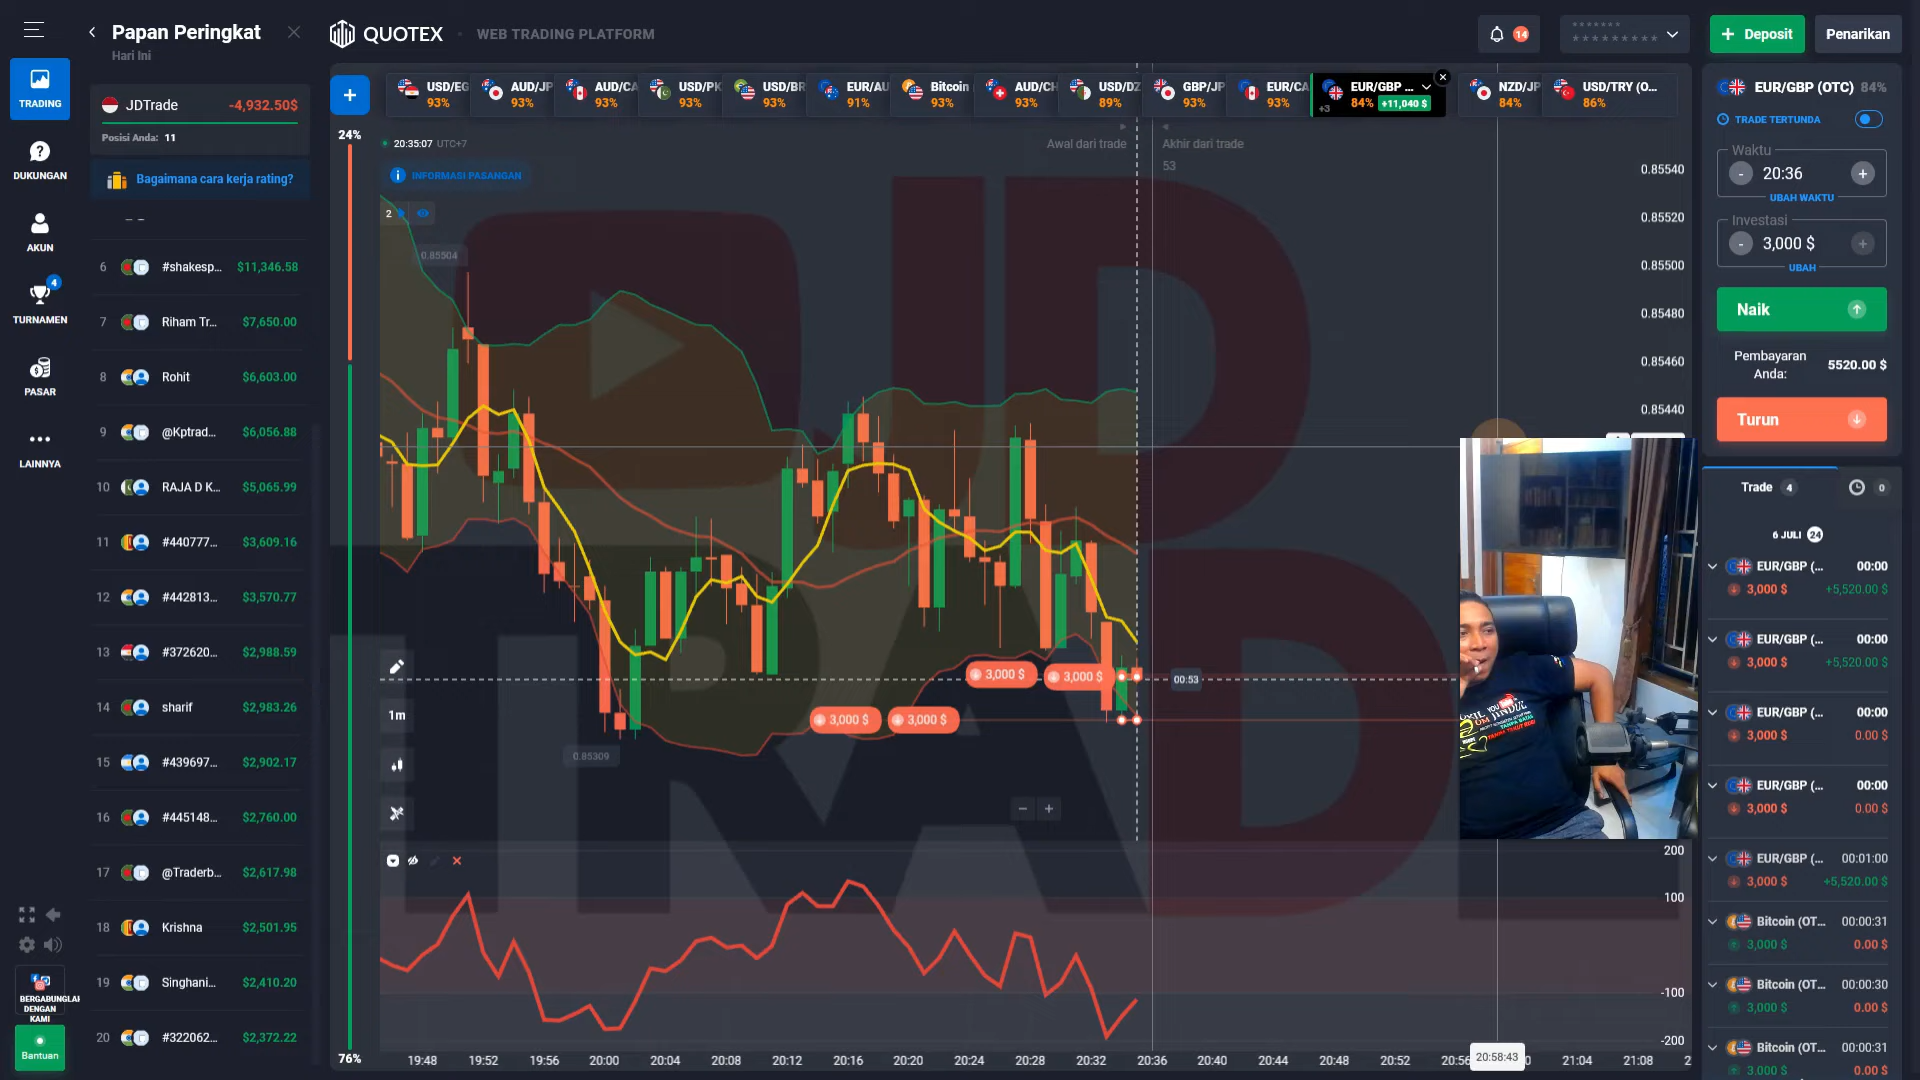 Papan Peringkat
Hari Ini
QUOTEX
WEB TRADING PLATFORM
14
Deposit
Penarikan
TRADING
DUKUNGAN
AKUN
4
TURNAMEN
PASAR
LAINNYA
BERGABUNGLAH
DENGAN
KAMI
Bantuan
JDTrade -4,932.50$
Posisi Anda: 11
Bagaimana cara kerja rating?
6 #shakesp... $11,346.58
7 Riham Tr... $7,650.00
8 Rohit $6,603.00
9 @Kptrad... $6,056.88
10 RAJA D K... $5,065.99
11 #440777... $3,609.16
12 #442813... $3,570.77
13 #372620... $2,988.59
14 sharif $2,983.26
15 #439697... $2,902.17
16 #445148... $2,760.00
17 @Traderb... $2,617.98
18 Krishna $2,501.95
19 Singhani... $2,410.20
20 #322062... $2,372.22
USD/EG 93%
AUD/JP 93%
AUD/CA 93%
USD/PK 93%
USD/BR 93%
EUR/AU 91%
Bitcoin 93%
AUD/CH 93%
USD/DZ 89%
GBP/JP 93%
EUR/CA 93%
EUR/GBP ...
+3 84% +11,040 $
NZD/JP 84%
USD/TRY (O... 86%
24%
76%
20:35:07 UTC+7
INFORMASI PASANGAN
2
Awal dari trade
Akhir dari trade
53
0.85504
0.85309
0.85540
0.85520
0.85500
0.85480
0.85460
0.85440
JD
TRAD
3,000 $
3,000 $
3,000 $
3,000 $
00:53
1m
200
100
-100
-200
19:48 19:52 19:56 20:00 20:04 20:08 20:12 20:16 20:20 20:24 20:28 20:32 20:36 20:40 20:44 20:48 20:52 20:56 20:58:43 21:04 21:08
EUR/GBP (OTC) 84%
TRADE TERTUNDA
Waktu
- 20:36 +
UBAH WAKTU
Investasi
- 3,000 $ +
UBAH
Naik
Pembayaran
Anda: 5520.00 $
Turun
Trade 4 0
6 JULI 24
EUR/GBP (... 00:00
3,000 $ +5,520.00 $
EUR/GBP (... 00:00
3,000 $ +5,520.00 $
EUR/GBP (... 00:00
3,000 $ 0.00 $
EUR/GBP (... 00:00
3,000 $ 0.00 $
EUR/GBP (... 00:01:00
3,000 $ +5,520.00 $
Bitcoin (OT... 00:00:31
3,000 $ 0.00 $
Bitcoin (OT... 00:00:30
3,000 $ 0.00 $
Bitcoin (OT... 00:00:31
3,000 $ 0.00 $